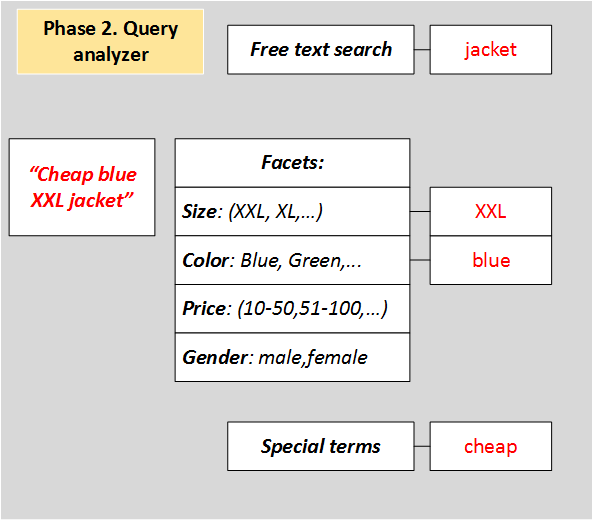 Phase 2. Query
analyzer
Free text search
jacket
“Cheap blue
XXL jacket”
Facets:
Size: (XXL, XL,...)
XXL
Color: Blue, Green,...
blue
Price: (10-50,51-100,...)
Gender: male,female
Special terms
cheap